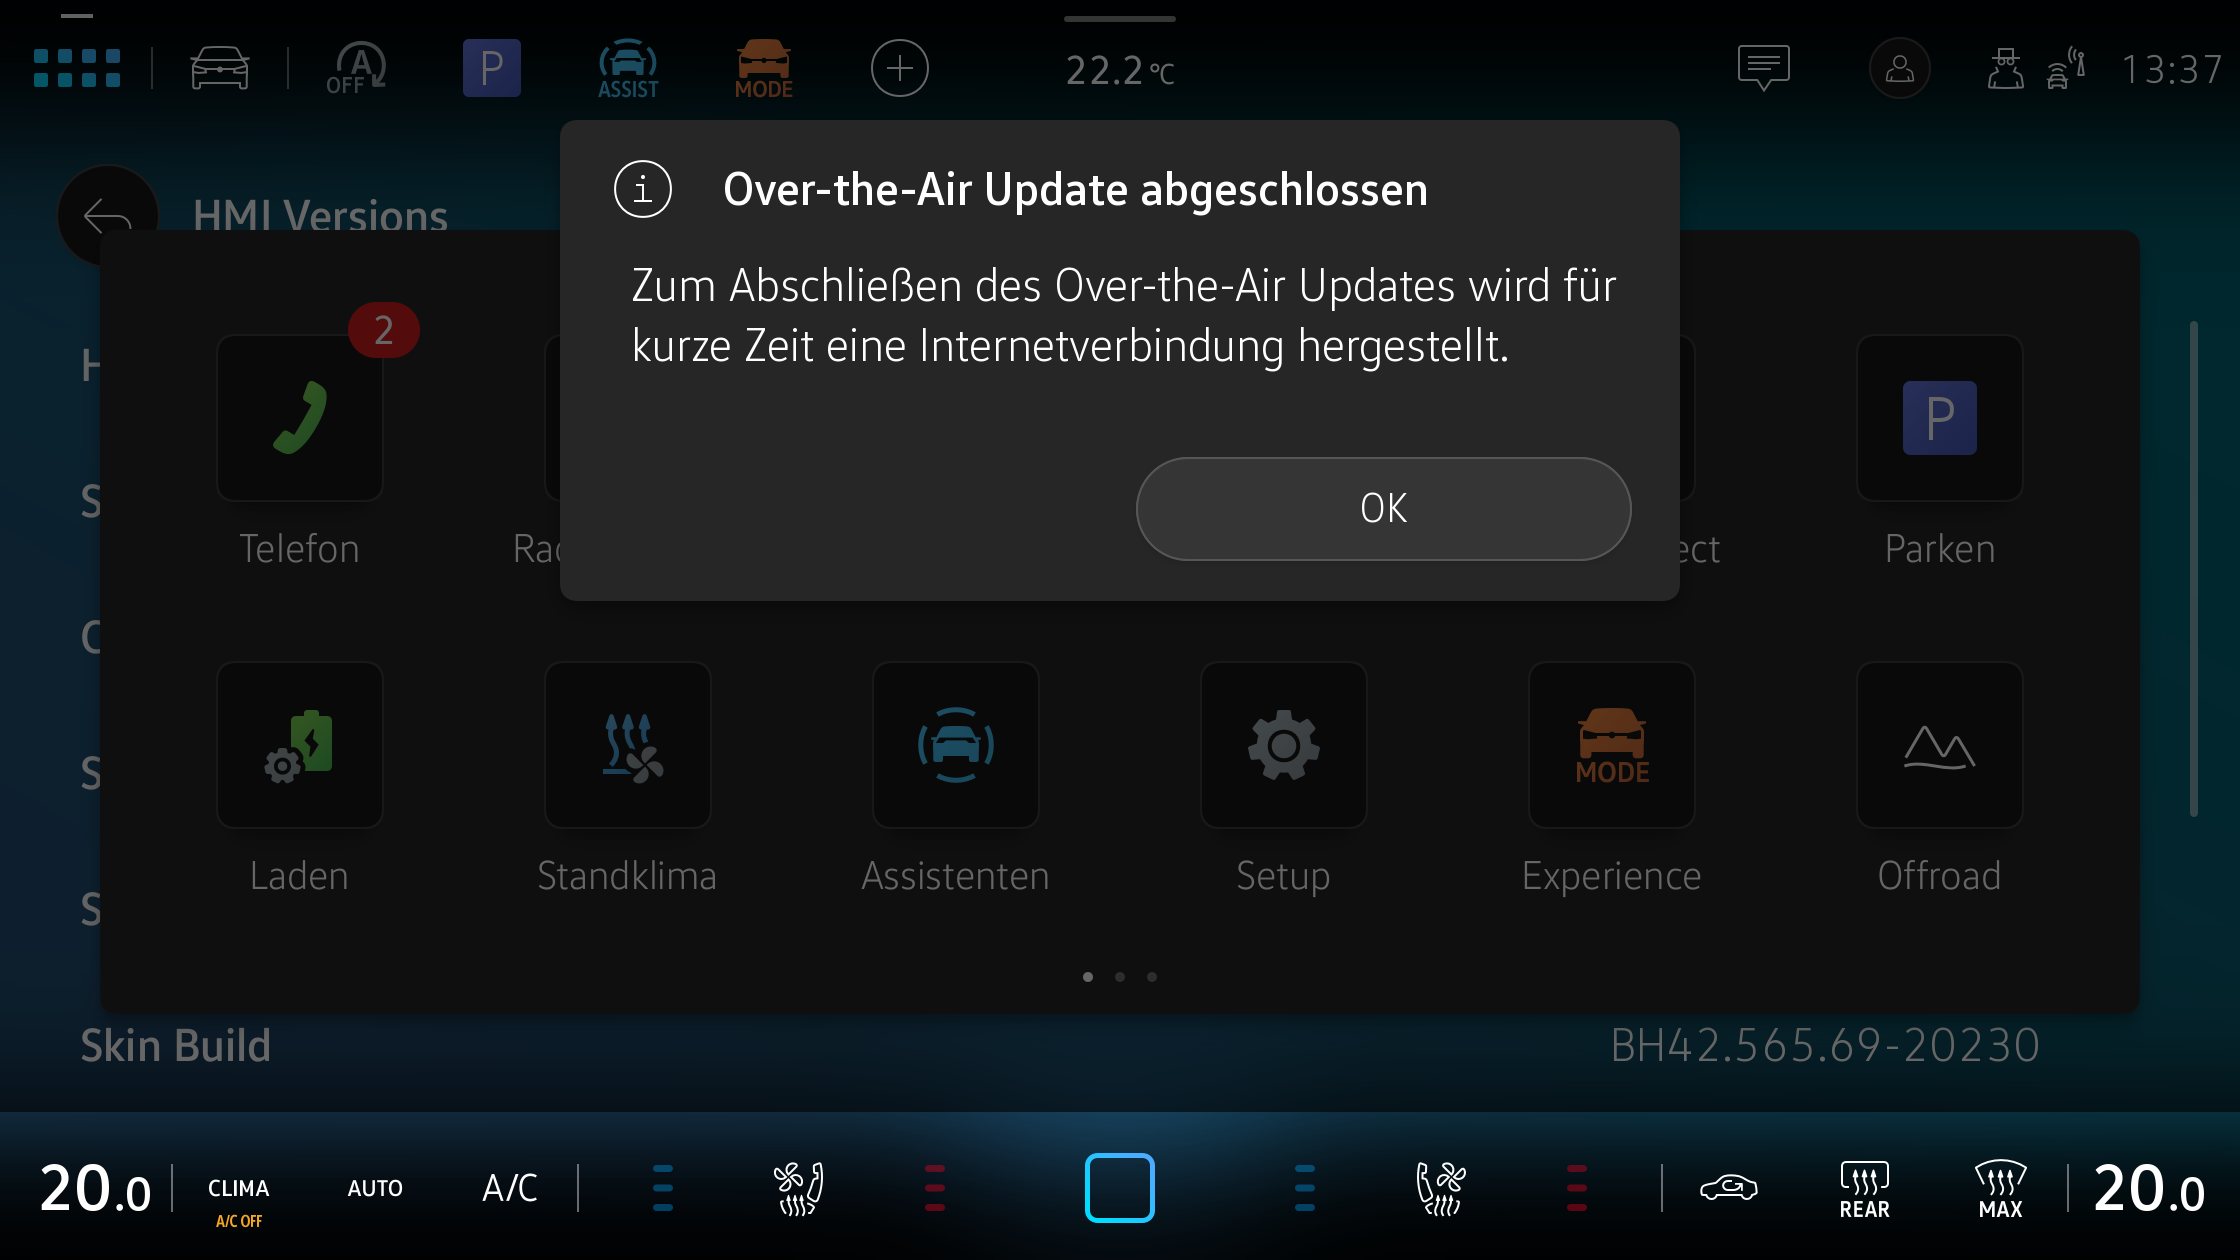 A
OFF
P
ASSIST
MODE
22.2 °C
13:37
HMI Versions
Over-the-Air Update abgeschlossen
Zum Abschließen des Over-the-Air Updates wird für
kurze Zeit eine Internetverbindung hergestellt.
OK
2
P
Telefon
Parken
MODE
Laden
Standklima
Assistenten
Setup
Experience
Offroad
Skin Build
BH42.565.69-20230
20.0
CLIMA
A/C OFF
AUTO
A/C
REAR
MAX
20.0